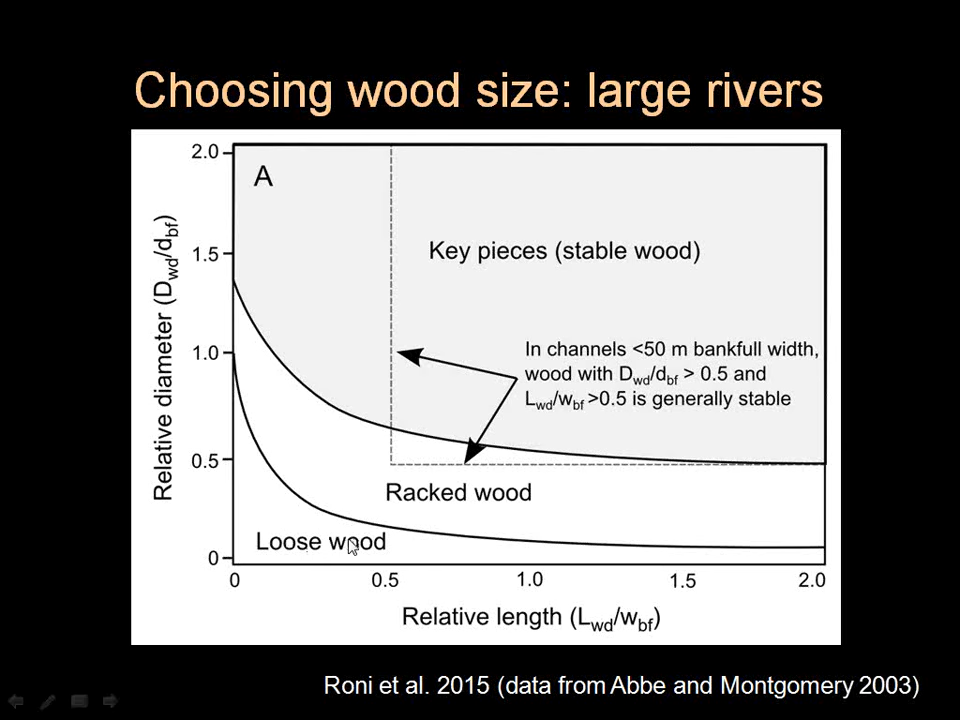 Choosing wood size: large rivers
A
2.0
1.5
1.0
0.5
0
Relative diameter (Dwd/dbf)
Key pieces (stable wood)
In channels <50 m bankfull width,
wood with Dwd/dbf > 0.5 and
Lwd/wbf >0.5 is generally stable
Racked wood
Loose wood
0 0.5 1.0 1.5 2.0
Relative length (Lwd/wbf)
Roni et al. 2015 (data from Abbe and Montgomery 2003)